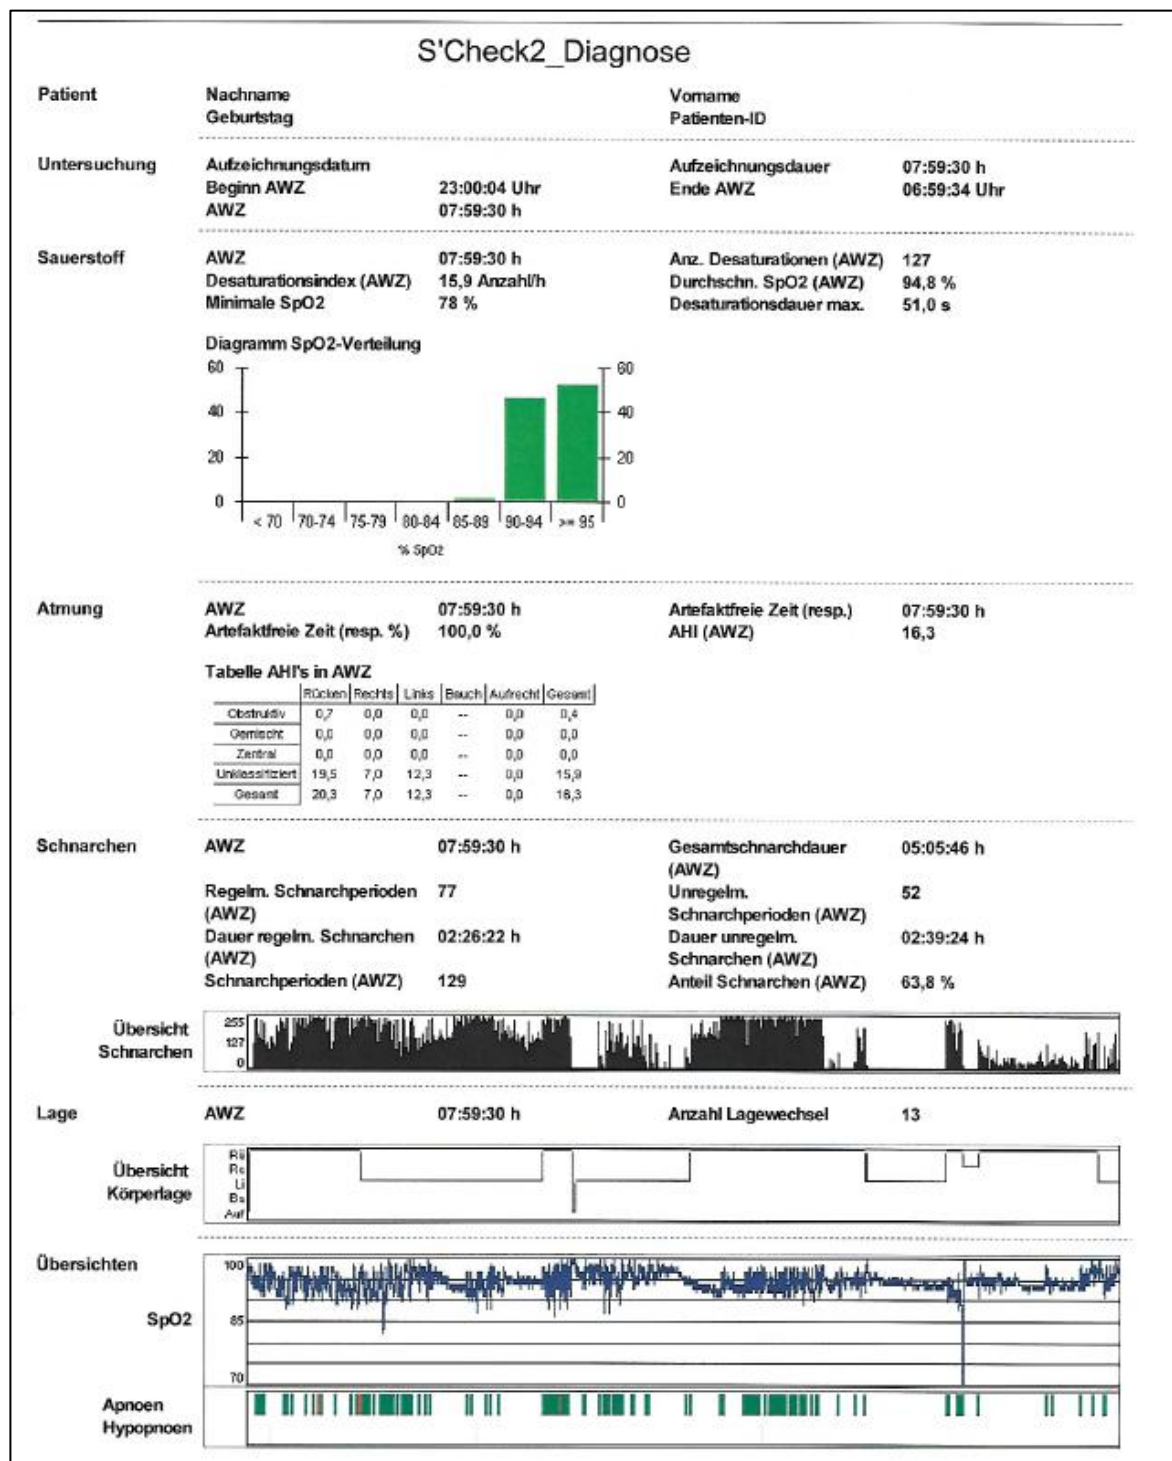 S'Check2_Diagnose
Patient Nachname Vorname
Geburtstag Patienten-ID
Untersuchung Aufzeichnungsdatum Aufzeichnungsdauer 07:59:30 h
Beginn AWZ 23:00:04 Uhr Ende AWZ 06:59:34 Uhr
AWZ 07:59:30 h
Sauerstoff AWZ 07:59:30 h Anz. Desaturationen (AWZ) 127
Desaturationsindex (AWZ) 15,9 Anzahl/h Durchschn. SpO2 (AWZ) 94,8 %
Minimale SpO2 78 % Desaturationsdauer max. 51,0 s
Diagramm SpO2-Verteilung
60 60
40 40
20 20
0 0
< 70 70-74 75-79 80-84 85-89 90-94 >= 95
% SpO2
Atmung AWZ 07:59:30 h Artefaktfreie Zeit (resp.) 07:59:30 h
Artefaktfreie Zeit (resp. %) 100,0 % AHI (AWZ) 16,3
Tabelle AHI's in AWZ
Rücken Rechts Links Bauch Aufrecht Gesamt
Obstruktiv 0,7 0,0 0,0 -- 0,0 0,4
Gemischt 0,0 0,0 0,0 -- 0,0 0,0
Zentral 0,0 0,0 0,0 -- 0,0 0,0
Unklassifiziert 19,5 7,0 12,3 -- 0,0 15,9
Gesamt 20,3 7,0 12,3 -- 0,0 16,3
Schnarchen AWZ 07:59:30 h Gesamtschnarchdauer 05:05:46 h
(AWZ)
Regelm. Schnarchperioden 77 Unregelm. 52
(AWZ) Schnarchperioden (AWZ)
Dauer regelm. Schnarchen 02:26:22 h Dauer unregelm. 02:39:24 h
(AWZ) Schnarchen (AWZ)
Schnarchperioden (AWZ) 129 Anteil Schnarchen (AWZ) 63,8 %
Übersicht 255
Schnarchen 127
0
Lage AWZ 07:59:30 h Anzahl Lagewechsel 13
Rü
Übersicht Re
Körperlage Li
Ba
Auf
Übersichten 100
SpO2 85
70
Apnoen
Hypopnoen